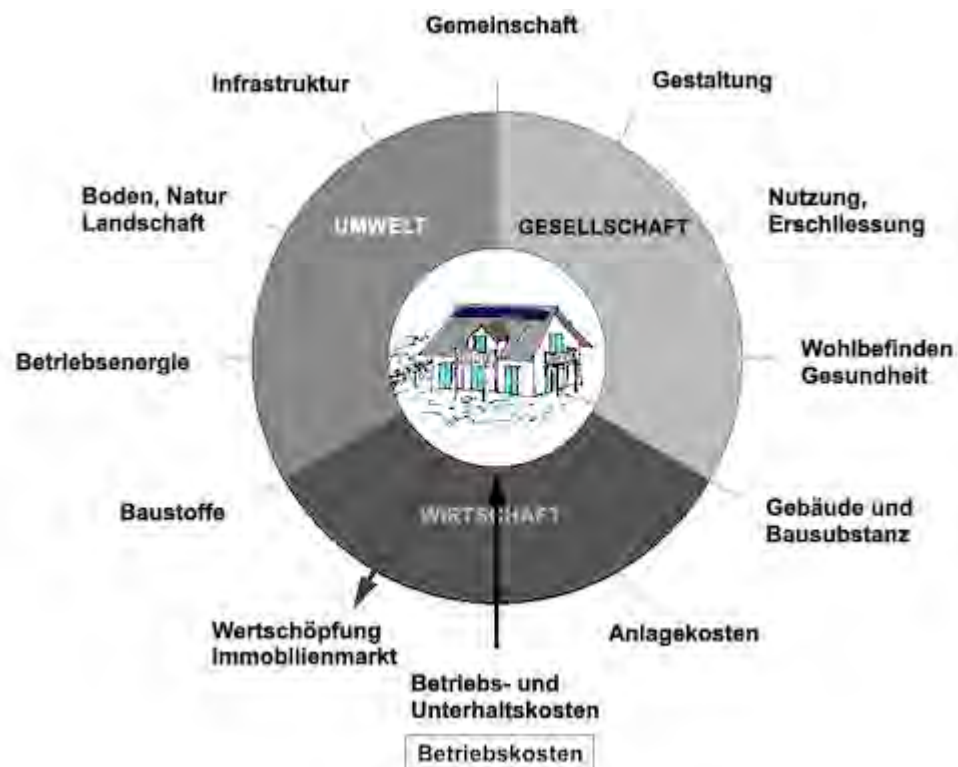 Gemeinschaft
Infrastruktur
Gestaltung
Boden, Natur
Landschaft
Nutzung,
Erschliessung
UMWELT
GESELLSCHAFT
Betriebsenergie
Wohlbefinden
Gesundheit
Baustoffe
WIRTSCHAFT
Gebäude und
Bausubstanz
Wertschöpfung
Immobilienmarkt
Anlagekosten
Betriebs- und
Unterhaltskosten
Betriebskosten